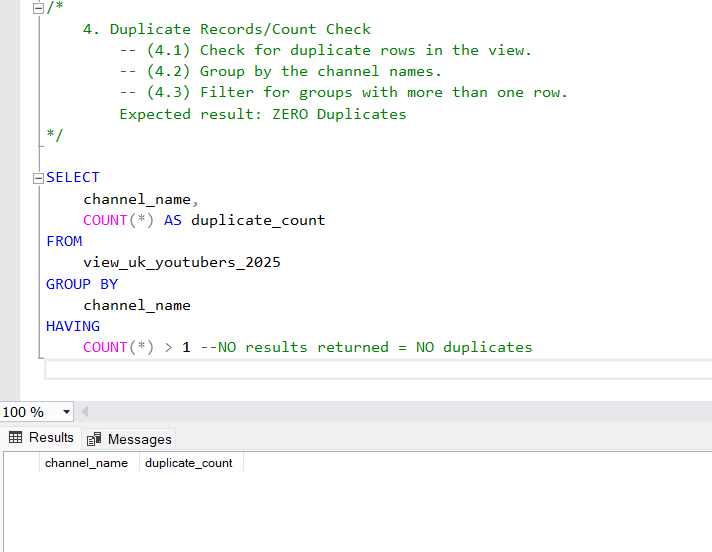 /*
4. Duplicate Records/Count Check
-- (4.1) Check for duplicate rows in the view.
-- (4.2) Group by the channel names.
-- (4.3) Filter for groups with more than one row.
Expected result: ZERO Duplicates
*/
SELECT
channel_name,
COUNT(*) AS duplicate_count
FROM
view_uk_youtubers_2025
GROUP BY
channel_name
HAVING
COUNT(*) > 1 --NO results returned = NO duplicates
100 %
Results Messages
channel_name duplicate_count